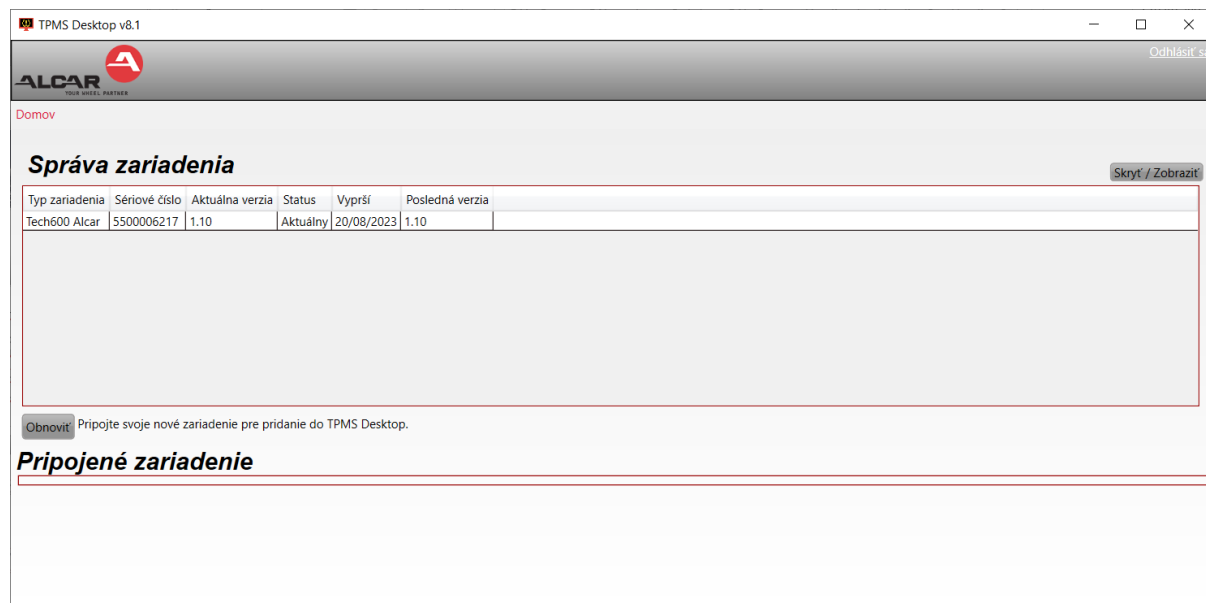 TPMS Desktop v8.1
Odhlásiť sa
ALCAR
YOUR WHEEL PARTNER
Domov
Správa zariadenia
Skryť / Zobraziť
Typ zariadenia Sériové číslo Aktuálna verzia Status Vyprší Posledná verzia
Tech600 Alcar 5500006217 1.10 Aktuálny 20/08/2023 1.10
Obnoviť Pripojte svoje nové zariadenie pre pridanie do TPMS Desktop.
Pripojené zariadenie